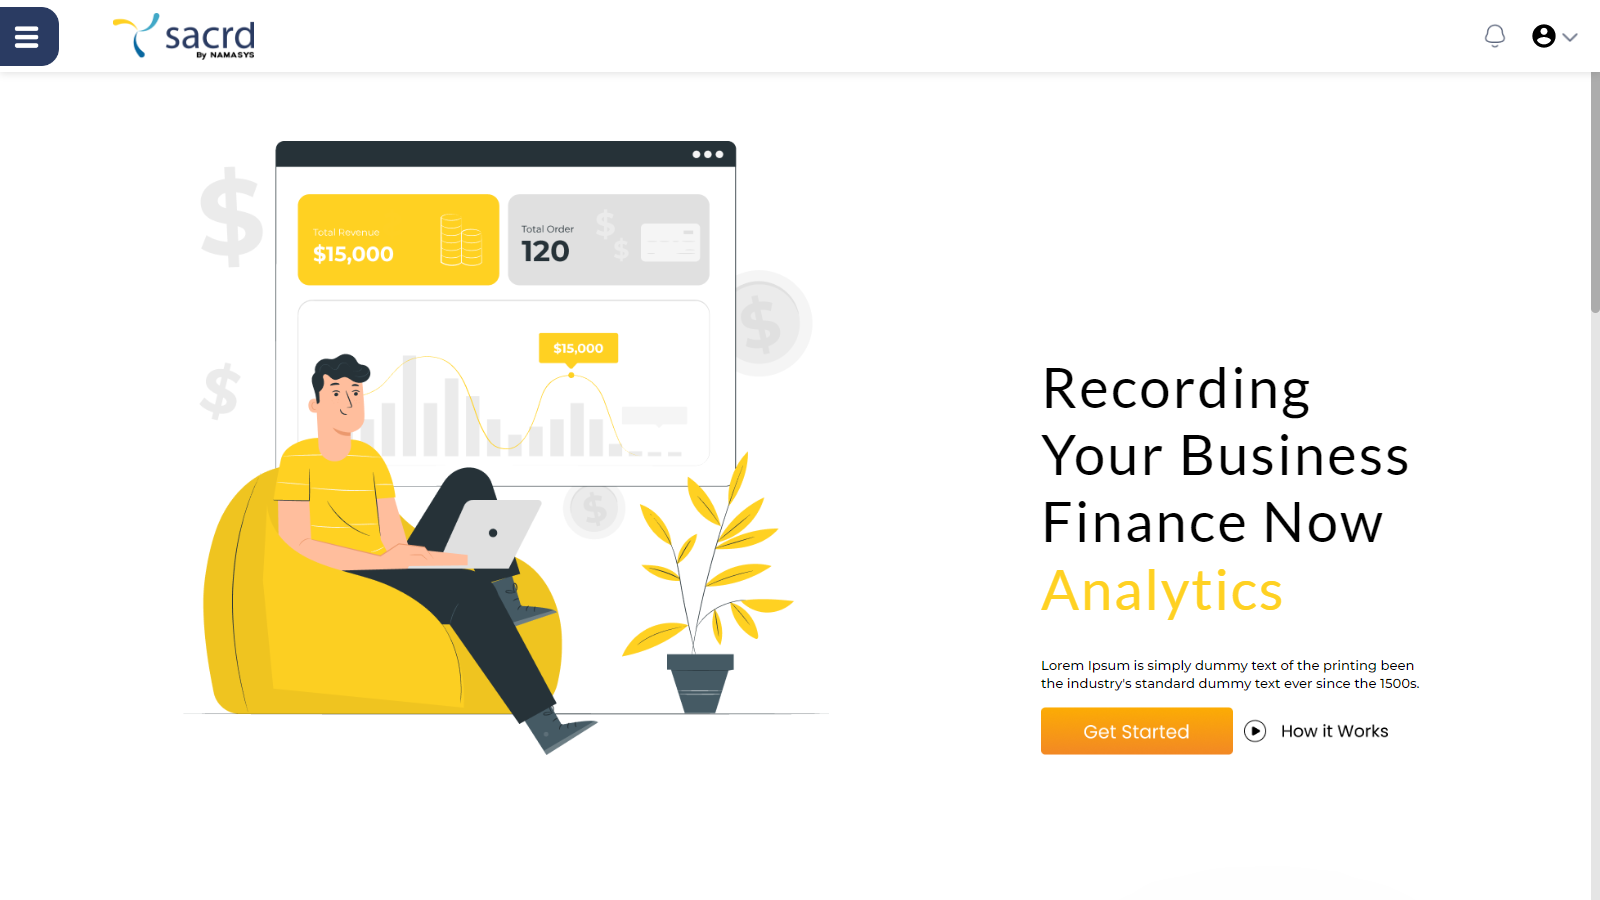 sacrd
By NAMASYS
Total Revenue
$15,000
Total Order
120
$15,000
Recording
Your Business
Finance Now
Analytics
Lorem Ipsum is simply dummy text of the printing been
the industry's standard dummy text ever since the 1500s.
Get Started
How it Works